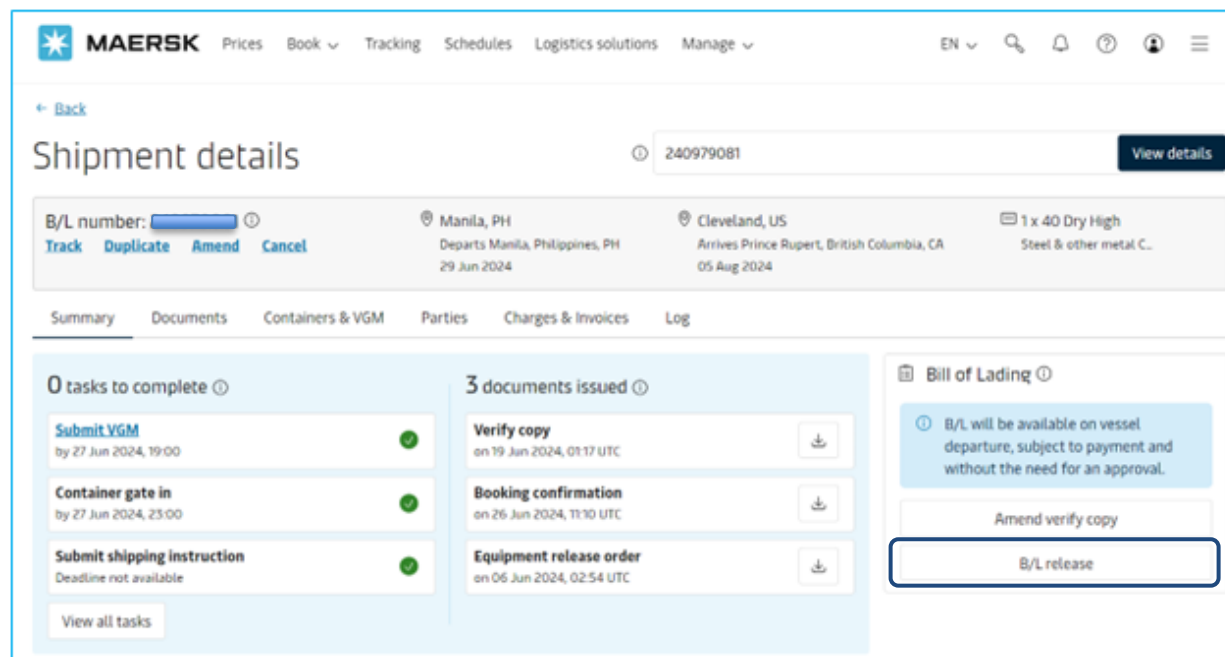 MAERSK Prices Book Tracking Schedules Logistics solutions Manage EN
← Back
Shipment details
240979081
View details
B/L number:
Track Duplicate Amend Cancel
Manila, PH
Departs Manila, Philippines, PH
29 Jun 2024
Cleveland, US
Arrives Prince Rupert, British Columbia, CA
05 Aug 2024
1 x 40 Dry High
Steel & other metal C...
Summary Documents Containers & VGM Parties Charges & Invoices Log
0 tasks to complete
Submit VGM
by 27 Jun 2024, 19:00
Container gate in
by 27 Jun 2024, 23:00
Submit shipping instruction
Deadline not available
View all tasks
3 documents issued
Verify copy
on 19 Jun 2024, 01:17 UTC
Booking confirmation
on 26 Jun 2024, 11:10 UTC
Equipment release order
on 06 Jun 2024, 02:54 UTC
Bill of Lading
B/L will be available on vessel
departure, subject to payment and
without the need for an approval.
Amend verify copy
B/L release